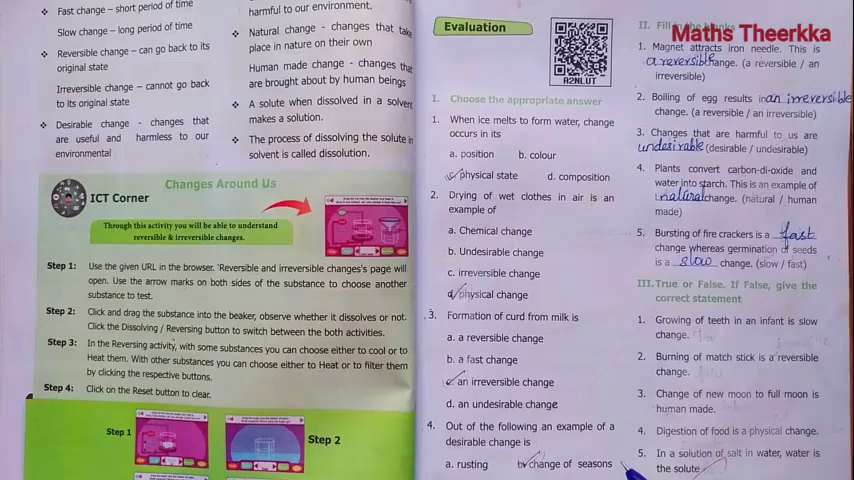 Fast change – short period of time
Slow change – long period of time
Reversible change – can go back to its
original state
Irreversible change – cannot go back
to its original state
Desirable change - changes that
are useful and harmless to our
environmental
harmful to our environment.
Natural change - changes that take
place in nature on their own
Human made change - changes that
are brought about by human beings
A solute when dissolved in a solvent
makes a solution.
The process of dissolving the solute in
solvent is called dissolution.
Changes Around Us
ICT Corner
Through this activity you will be able to understand
reversible & irreversible changes.
Step 1: Use the given URL in the browser. 'Reversible and irreversible changes's page will
open. Use the arrow marks on both sides of the substance to choose another
substance to test.
Step 2: Click and drag the substance into the beaker, observe whether it dissolves or not.
Click the Dissolving / Reversing button to switch between the both activities.
Step 3: In the Reversing activity, with some substances you can choose either to cool or to
Heat them. With other substances you can choose either to Heat or to filter them
by clicking the respective buttons.
Step 4: Click on the Reset button to clear.
Step 1
Step 2
Evaluation
A2NLUT
I. Choose the appropriate answer
1. When ice melts to form water, change
occurs in its
a. position b. colour
c. physical state d. composition
2. Drying of wet clothes in air is an
example of
a. Chemical change
b. Undesirable change
c. irreversible change
d. physical change
3. Formation of curd from milk is
a. a reversible change
b. a fast change
c. an irreversible change
d. an undesirable change
4. Out of the following an example of a
desirable change is
a. rusting b. change of seasons
Maths Theerkka
II. Fill in the blanks
1. Magnet attracts iron needle. This is
a reversible change. (a reversible / an
irreversible)
2. Boiling of egg results in an irreversible
change. (a reversible / an irreversible)
3. Changes that are harmful to us are
undesirable (desirable / undesirable)
4. Plants convert carbon-di-oxide and
water into starch. This is an example of
natural change. (natural / human
made)
5. Bursting of fire crackers is a fast
change whereas germination of seeds
is a slow change. (slow / fast)
III. True or False. If False, give the
correct statement
1. Growing of teeth in an infant is slow
change.
2. Burning of match stick is a reversible
change.
3. Change of new moon to full moon is
human made.
4. Digestion of food is a physical change.
5. In a solution of salt in water, water is
the solute